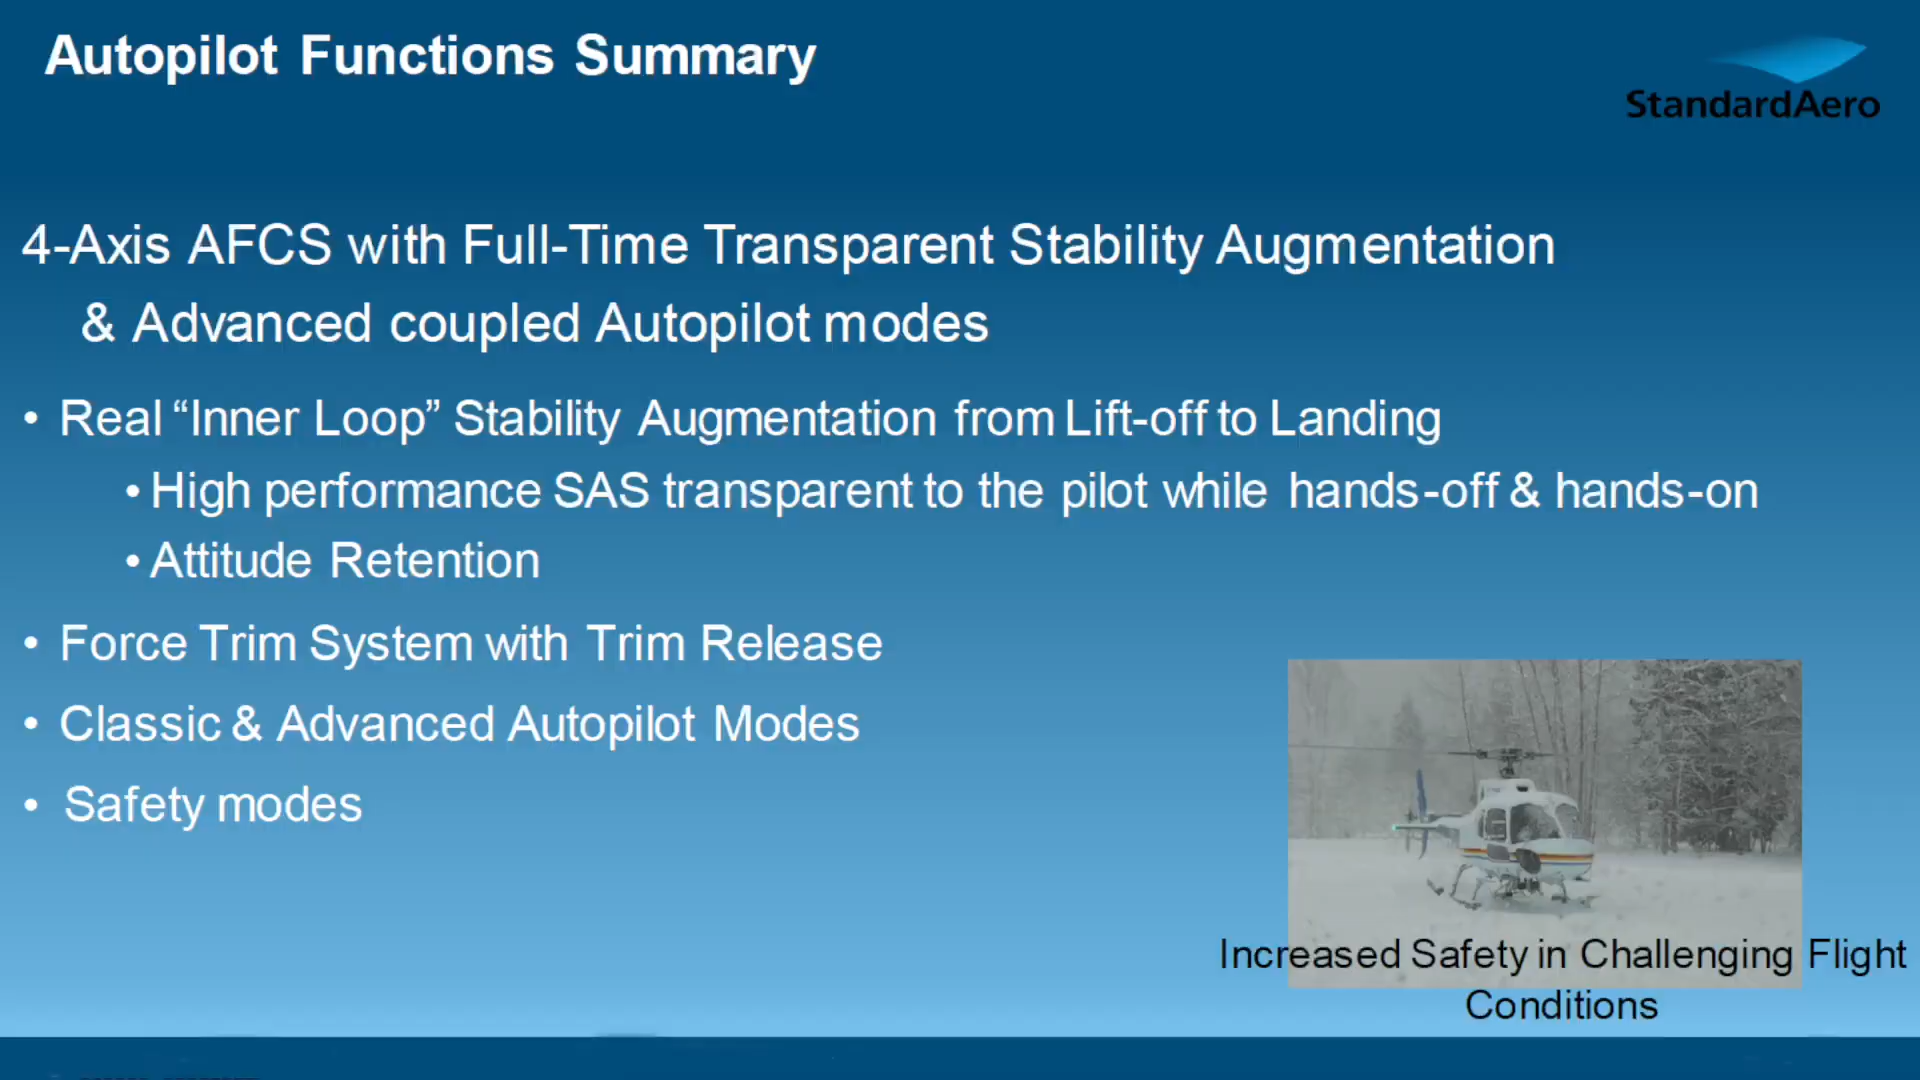 Autopilot Functions Summary
StandardAero
4-Axis AFCS with Full-Time Transparent Stability Augmentation
& Advanced coupled Autopilot modes
• Real “Inner Loop” Stability Augmentation from Lift-off to Landing
• High performance SAS transparent to the pilot while hands-off & hands-on
• Attitude Retention
• Force Trim System with Trim Release
• Classic & Advanced Autopilot Modes
• Safety modes
Increased Safety in Challenging Flight
Conditions